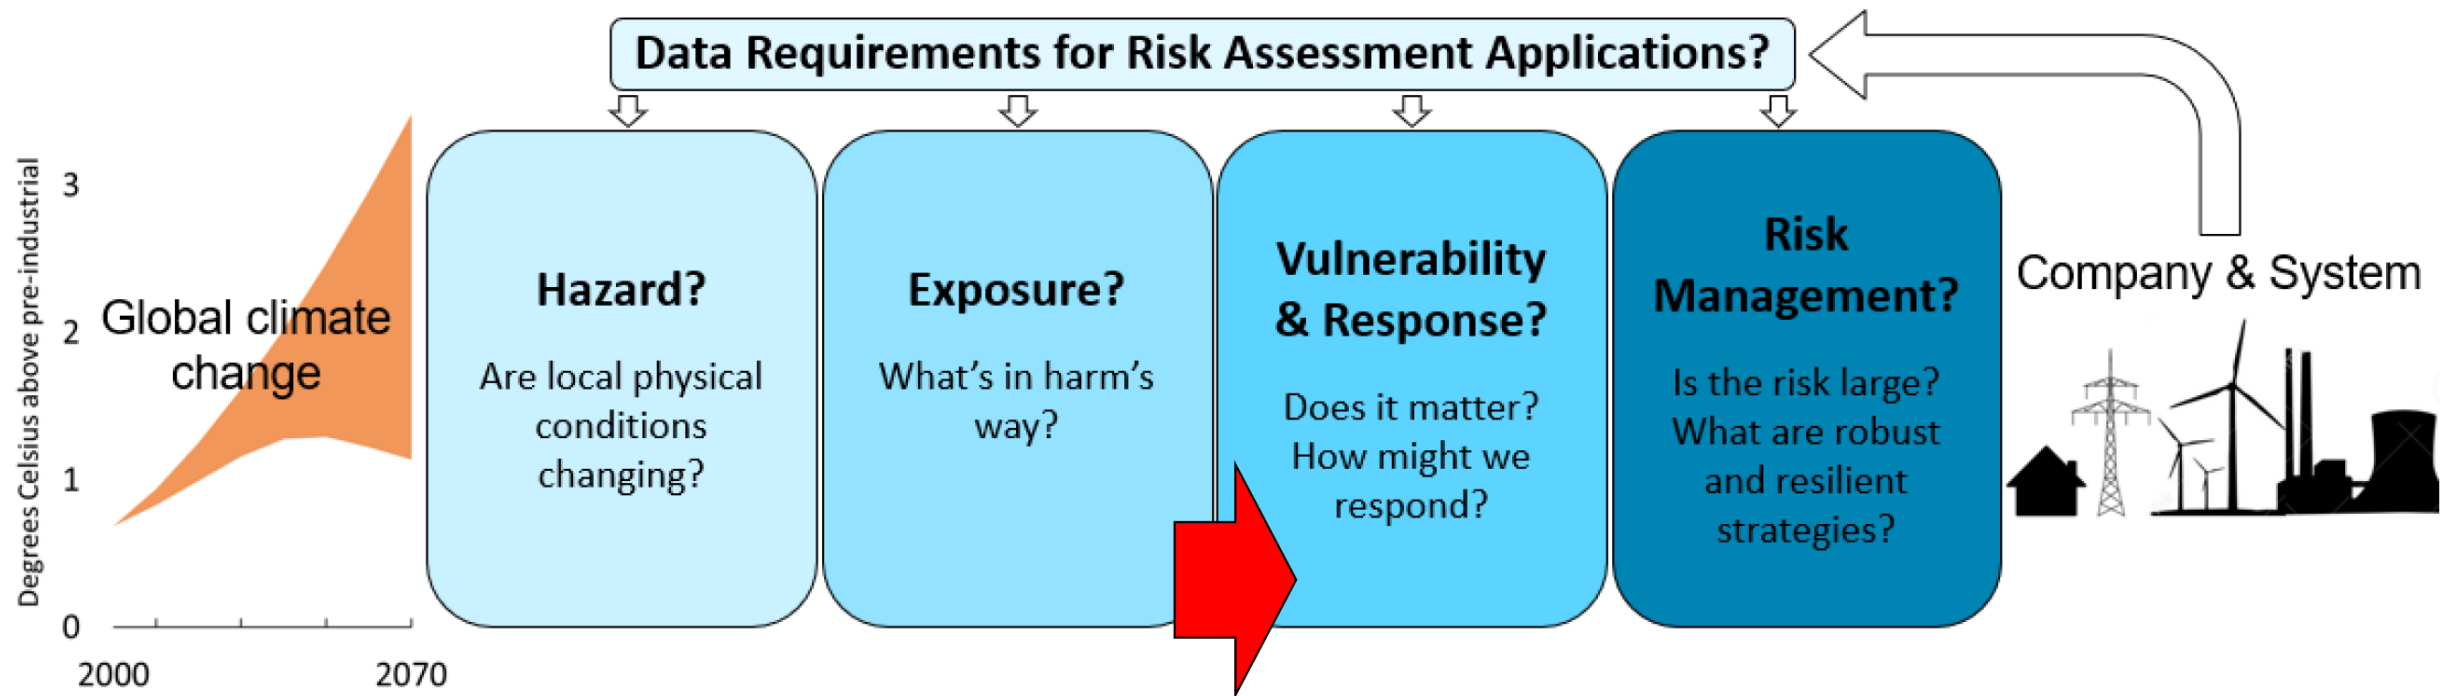 Data Requirements for Risk Assessment Applications?
Degrees Celsius above pre-industrial
3
2
1
0
2000
2070
Global climate
change
Hazard?
Are local physical
conditions
changing?
Exposure?
What's in harm's
way?
Vulnerability
& Response?
Does it matter?
How might we
respond?
Risk
Management?
Is the risk large?
What are robust
and resilient
strategies?
Company & System